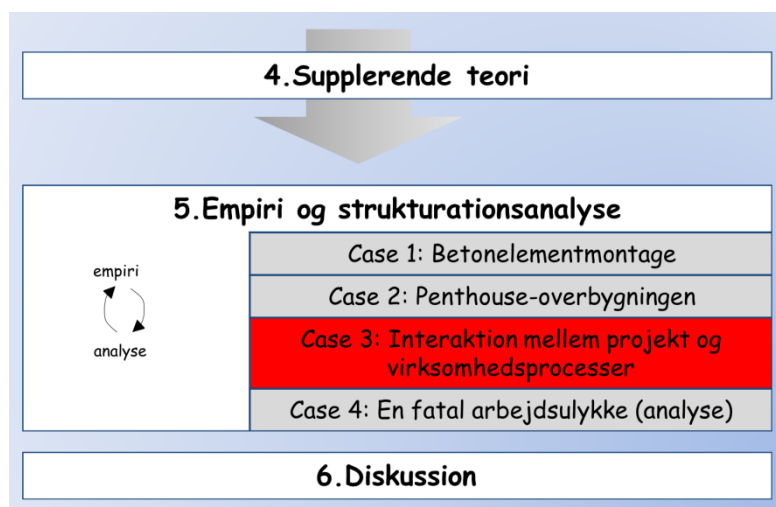 4.Supplerende teori
5.Empiri og strukturationsanalyse
empiri
analyse
Case 1: Betonelementmontage
Case 2: Penthouse-overbygningen
Case 3: Interaktion mellem projekt og
virksomhedsprocesser
Case 4: En fatal arbejdsulykke (analyse)
6.Diskussion